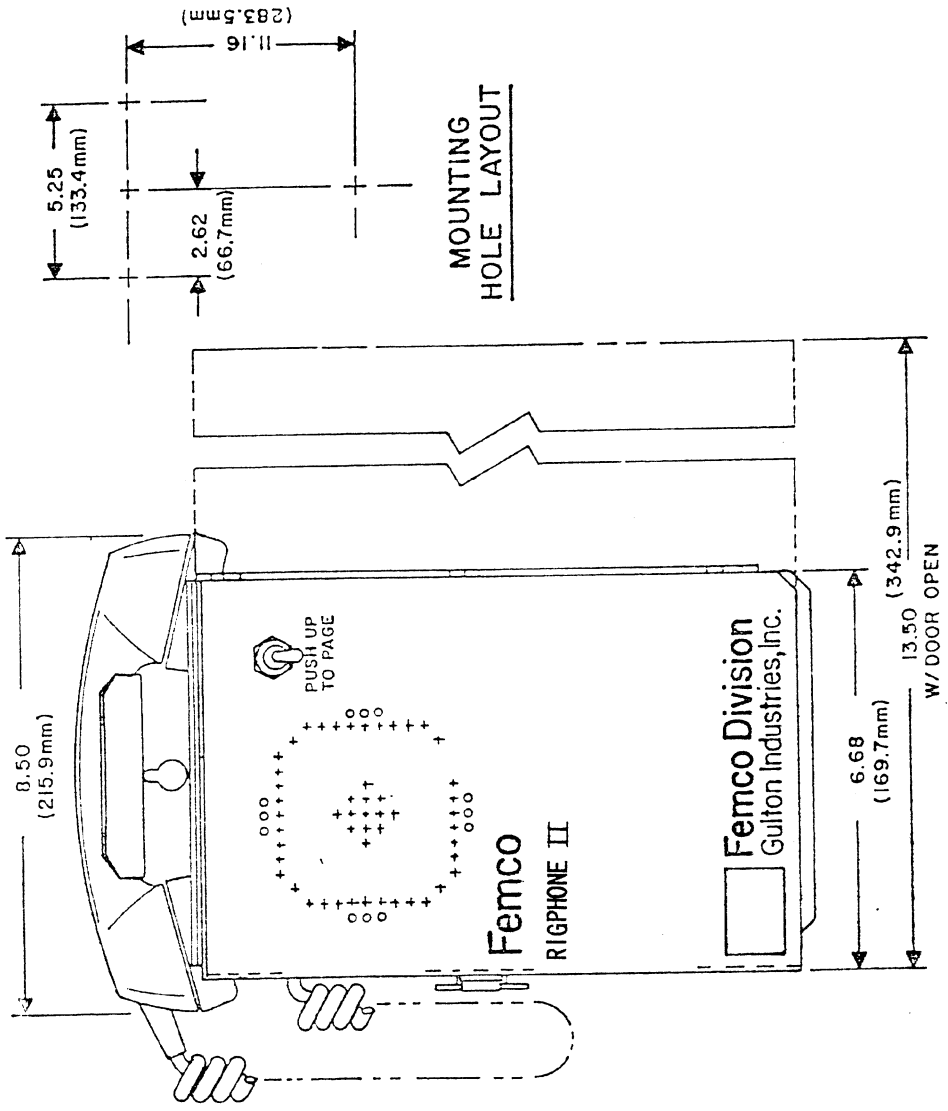 8.50
(215.9mm)
PUSH UP
TO PAGE
Femco
RIGPHONE II
Femco Division
Gulton Industries, Inc.
6.68
(169.7mm)
13.50 (342.9mm)
W/ DOOR OPEN
5.25
(133.4mm)
2.62
(66.7mm)
11.16
(283.5mm)
MOUNTING
HOLE LAYOUT